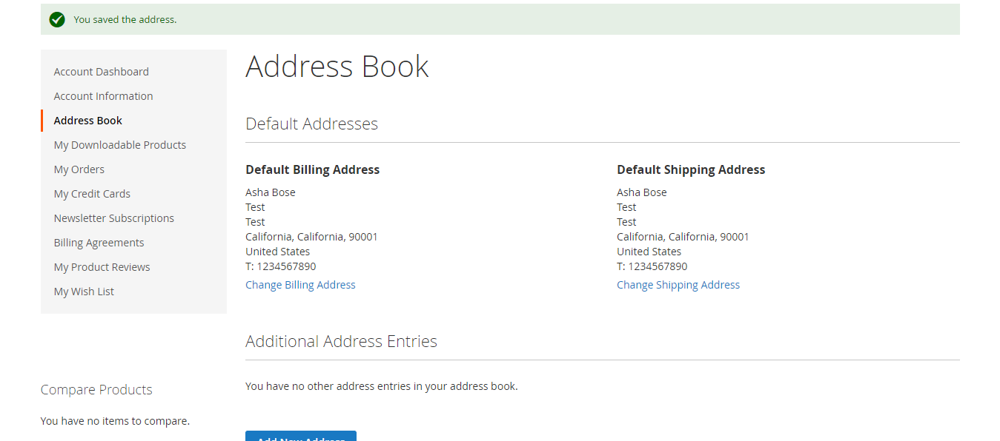 You saved the address.
Account Dashboard
Account Information
Address Book
My Downloadable Products
My Orders
My Credit Cards
Newsletter Subscriptions
Billing Agreements
My Product Reviews
My Wish List
Compare Products
You have no items to compare.
Address Book
Default Addresses
Default Billing Address
Asha Bose
Test
Test
California, California, 90001
United States
T: 1234567890
Change Billing Address
Default Shipping Address
Asha Bose
Test
Test
California, California, 90001
United States
T: 1234567890
Change Shipping Address
Additional Address Entries
You have no other address entries in your address book.
Add New Address